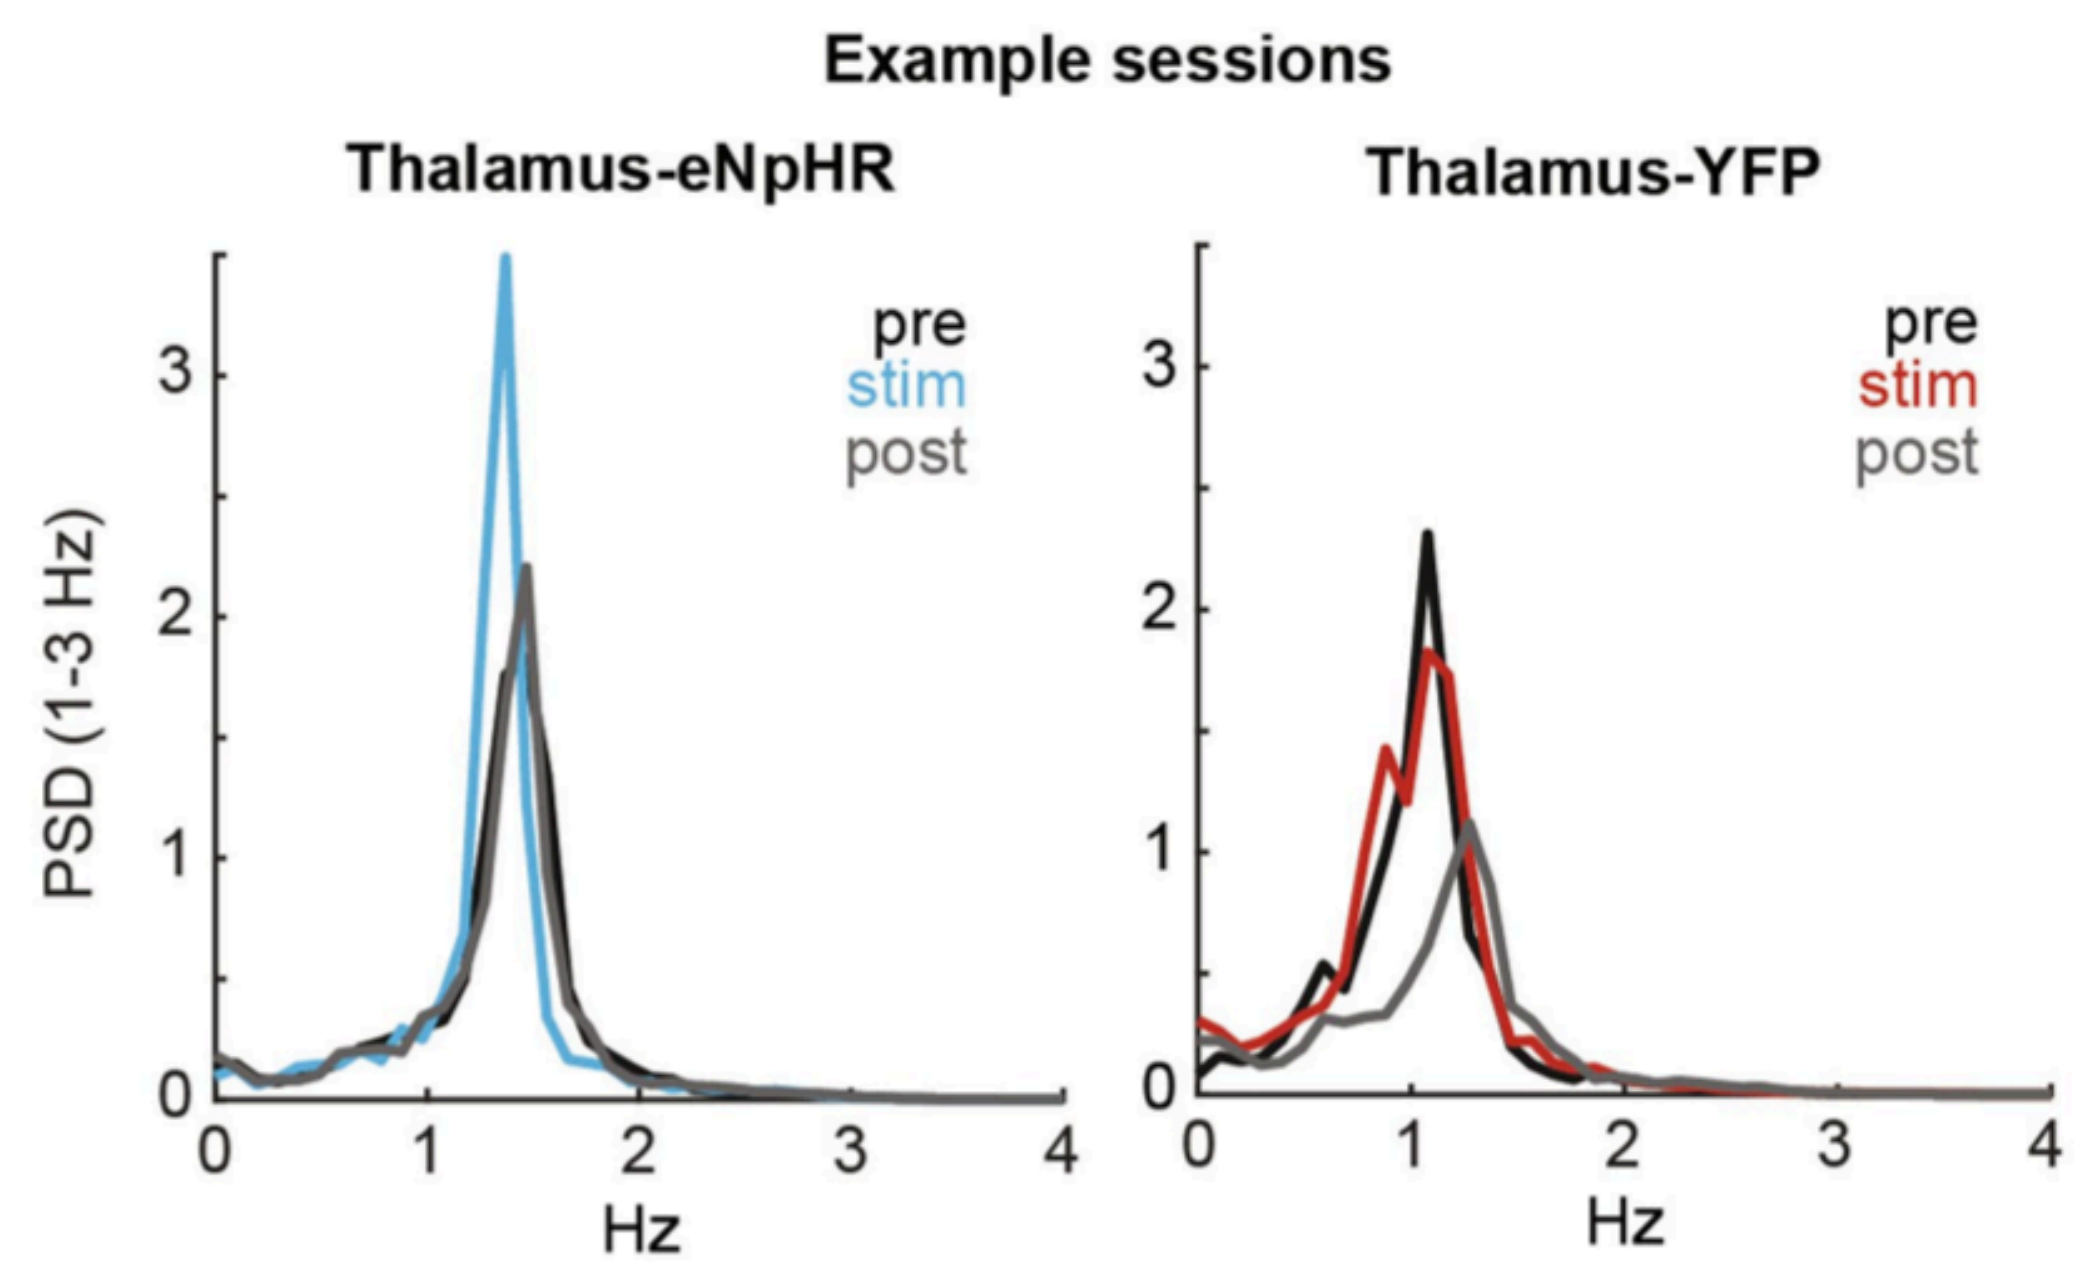 Example sessions
Thalamus-eNpHR
PSD (1-3 Hz)
3
2
1
0
0 1 2 3 4
Hz
pre
stim
post
Thalamus-YFP
3
2
1
0
0 1 2 3 4
Hz
pre
stim
post